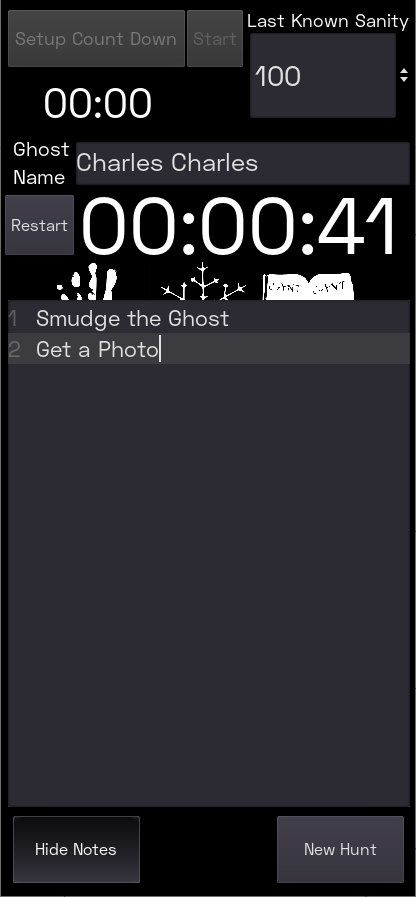 Setup Count Down
Start
Last Known Sanity
100
00:00
Ghost
Name
Charles Charles
Restart
00:00:41
1 Smudge the Ghost
2 Get a Photo
Hide Notes
New Hunt